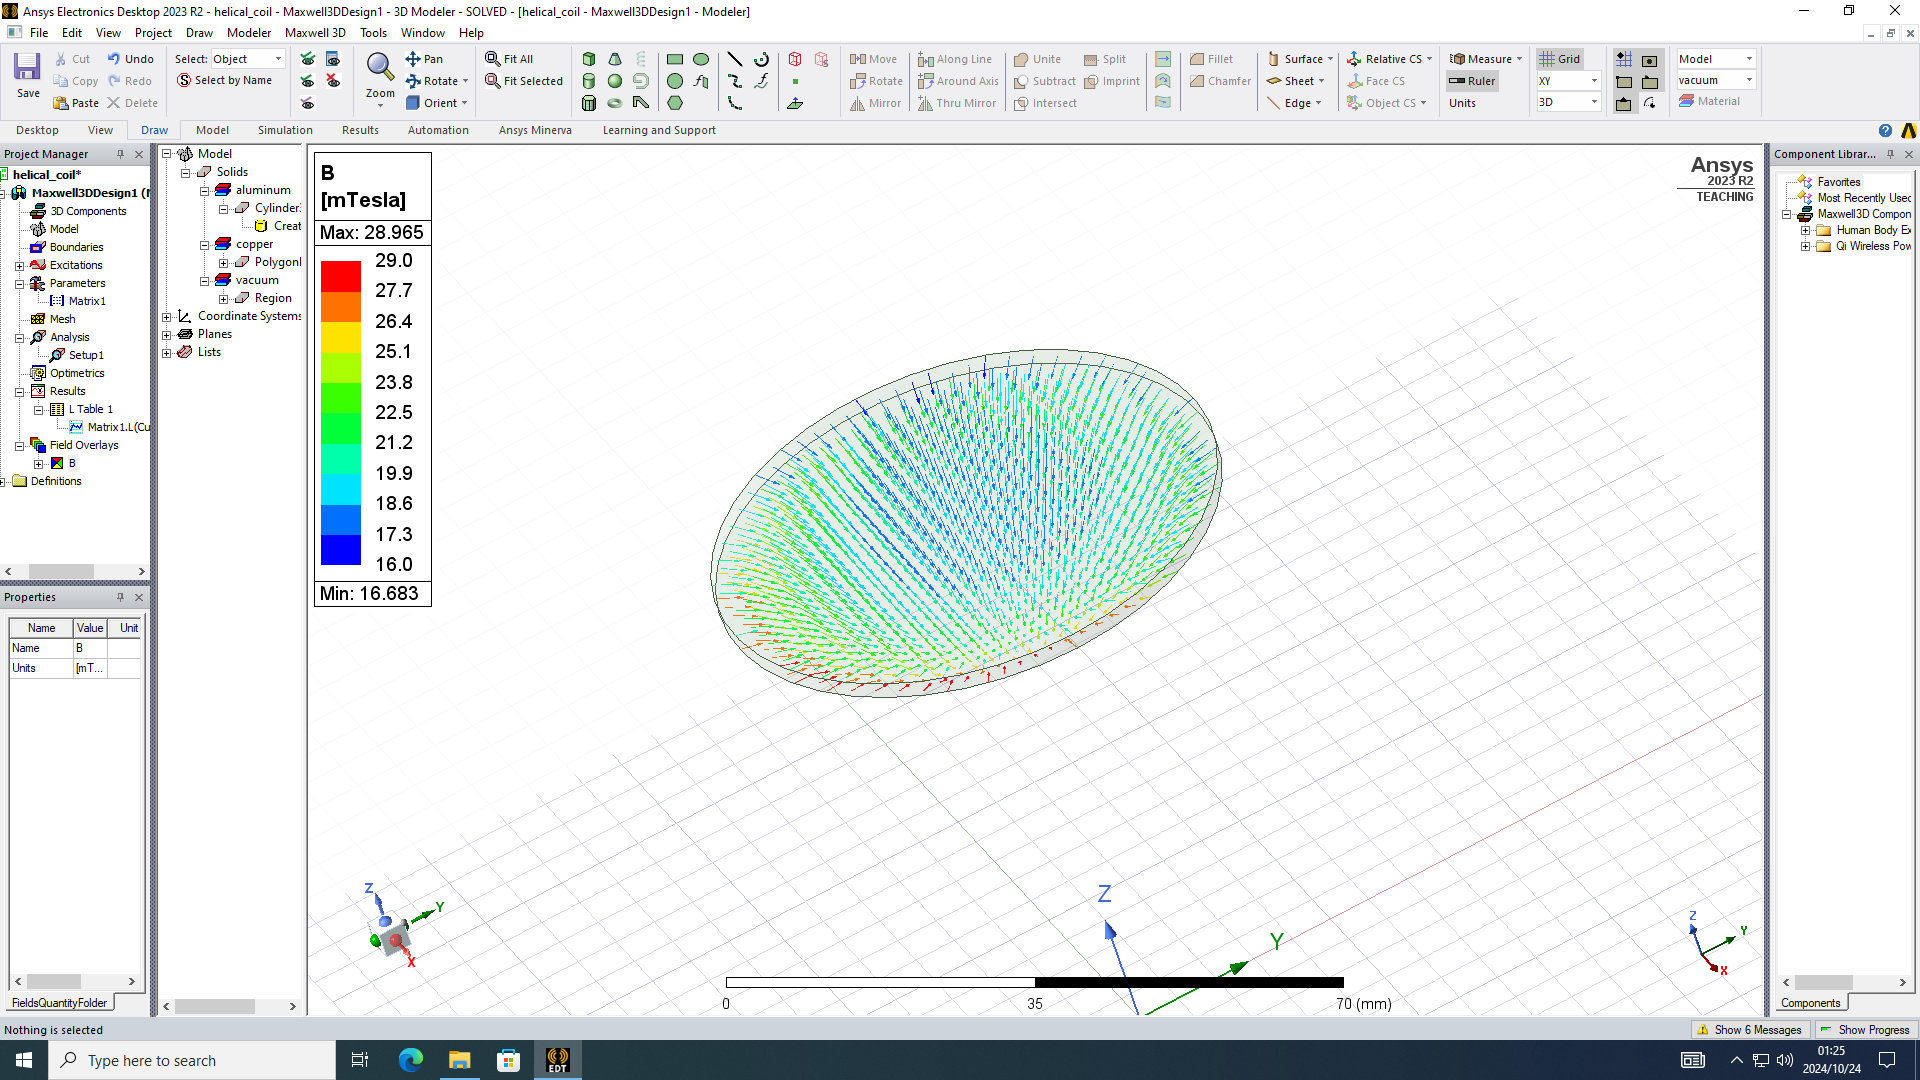 Ansys Electronics Desktop 2023 R2 - helical_coil - Maxwell3DDesign1 - 3D Modeler - SOLVED - [helical_coil - Maxwell3DDesign1 - Modeler]
File Edit View Project Draw Modeler Maxwell 3D Tools Window Help
Save
Cut Undo
Copy Redo
Paste Delete
Select: Object
Select by Name
Zoom
Pan
Rotate
Orient
Fit All
Fit Selected
Move Along Line Unite Split
Rotate Around Axis Subtract Imprint
Mirror Thru Mirror Intersect
Fillet
Chamfer
Surface
Sheet
Edge
Relative CS
Face CS
Object CS
Measure
Ruler
Units
Grid
XY
3D
Model
vacuum
Material
Desktop View Draw Model Simulation Results Automation Ansys Minerva Learning and Support
Project Manager
helical_coil*
Maxwell3DDesign1 (
3D Components
Model
Boundaries
Excitations
Parameters
Matrix1
Mesh
Analysis
Setup1
Optimetrics
Results
L Table 1
Matrix1.L(Cu
Field Overlays
B
Definitions
Properties
Name Value Unit
Name B
Units [mT...
FieldsQuantityFolder
Model
Solids
aluminum
Cylinder
Creat
copper
Polygon
vacuum
Region
Coordinate Systems
Planes
Lists
B
[mTesla]
Max: 28.965
29.0
27.7
26.4
25.1
23.8
22.5
21.2
19.9
18.6
17.3
16.0
Min: 16.683
Ansys
2023 R2
TEACHING
Z
Y
X
Z
Y
0 35 70 (mm)
Z
Y
X
Component Librar...
Favorites
Most Recently Used
Maxwell3D Compon
Human Body Ex
Qi Wireless Pow
Components
Nothing is selected
Show 6 Messages Show Progress
Type here to search
EDT
01:25
2024/10/24